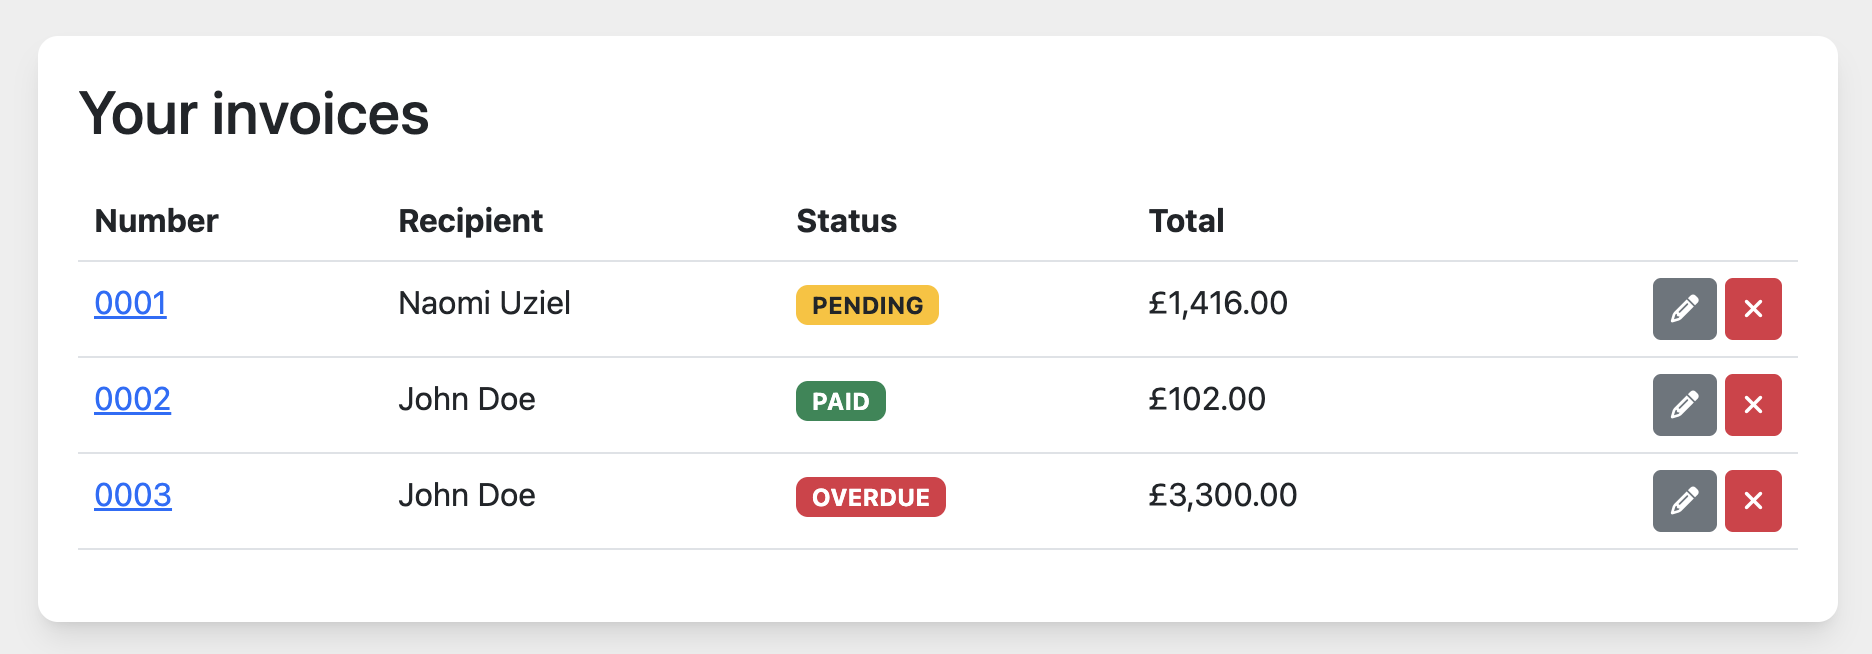 Your invoices
Number Recipient Status Total
0001 Naomi Uziel PENDING £1,416.00
0002 John Doe PAID £102.00
0003 John Doe OVERDUE £3,300.00